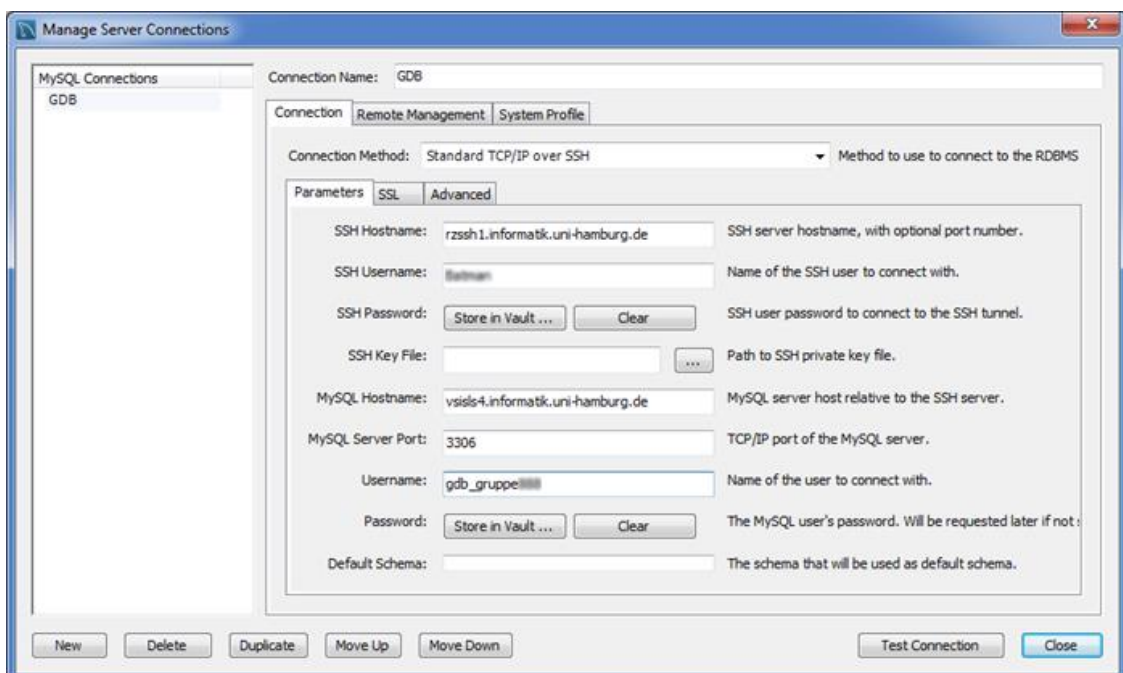 Manage Server Connections
MySQL Connections
GDB
Connection Name: GDB
Connection Remote Management System Profile
Connection Method: Standard TCP/IP over SSH Method to use to connect to the RDBMS
Parameters SSL Advanced
SSH Hostname: rzssh1.informatik.uni-hamburg.de SSH server hostname, with optional port number.
SSH Username: Name of the SSH user to connect with.
SSH Password: Store in Vault ... Clear SSH user password to connect to the SSH tunnel.
SSH Key File: ... Path to SSH private key file.
MySQL Hostname: vsisls4.informatik.uni-hamburg.de MySQL server host relative to the SSH server.
MySQL Server Port: 3306 TCP/IP port of the MySQL server.
Username: gdb_gruppe Name of the user to connect with.
Password: Store in Vault ... Clear The MySQL user's password. Will be requested later if not
Default Schema: The schema that will be used as default schema.
New Delete Duplicate Move Up Move Down Test Connection Close